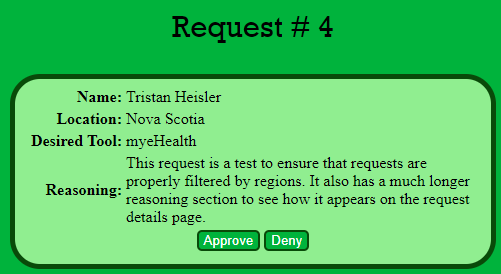 Request # 4
Name: Tristan Heisler
Location: Nova Scotia
Desired Tool: myeHealth
Reasoning: This request is a test to ensure that requests are
properly filtered by regions. It also has a much longer
reasoning section to see how it appears on the request
details page.
Approve Deny